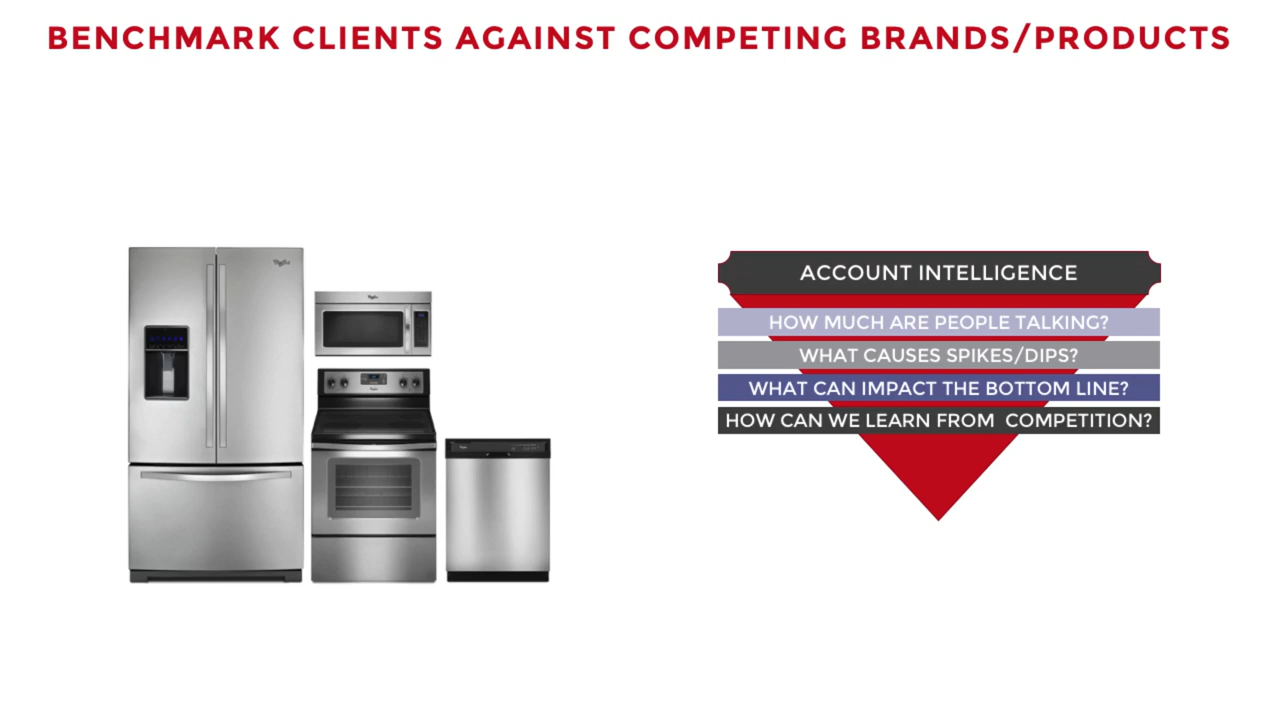 BENCHMARK CLIENTS AGAINST COMPETING BRANDS/PRODUCTS
ACCOUNT INTELLIGENCE
HOW MUCH ARE PEOPLE TALKING?
WHAT CAUSES SPIKES/DIPS?
WHAT CAN IMPACT THE BOTTOM LINE?
HOW CAN WE LEARN FROM COMPETITION?